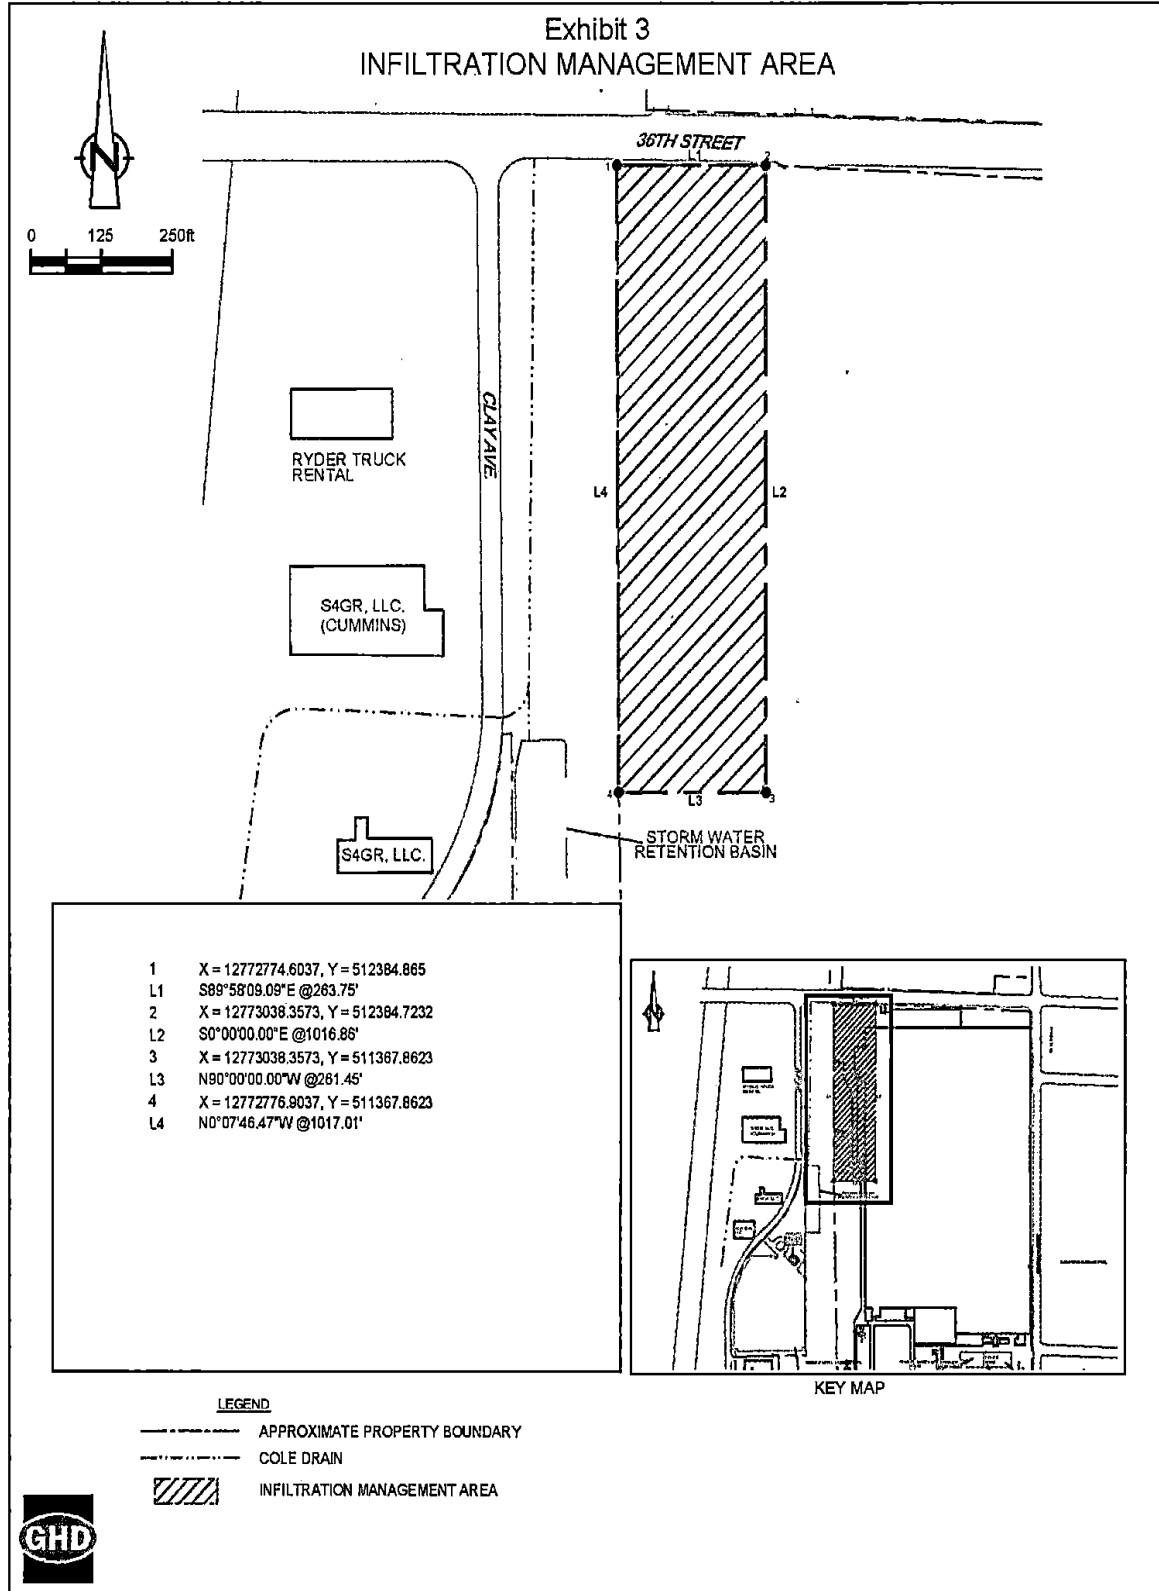 Exhibit 3
INFILTRATION MANAGEMENT AREA
N
0 125 250ft
36TH STREET
1 L1 2
CLAY AVE.
RYDER TRUCK
RENTAL
L4 L2
S4GR, LLC.
(CUMMINS)
4 L3 3
STORM WATER
RETENTION BASIN
S4GR, LLC.
1 X = 12772774.6037, Y = 512384.865
L1 S89°58'09.09"E @263.75'
2 X = 12773038.3573, Y = 512384.7232
L2 S0°00'00.00"E @1016.86'
3 X = 12773038.3573, Y = 511367.8623
L3 N90°00'00.00"W @261.45'
4 X = 12772776.9037, Y = 511367.8623
L4 N0°07'46.47"W @1017.01'
KEY MAP
LEGEND
APPROXIMATE PROPERTY BOUNDARY
COLE DRAIN
INFILTRATION MANAGEMENT AREA
GHD